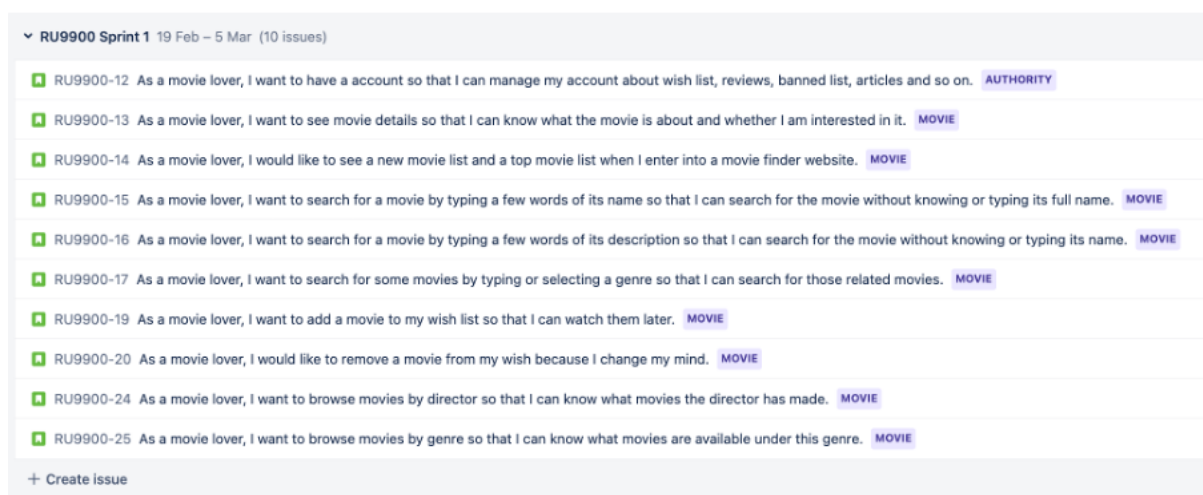 RU9900 Sprint 1 19 Feb – 5 Mar (10 issues)
RU9900-12 As a movie lover, I want to have a account so that I can manage my account about wish list, reviews, banned list, articles and so on. AUTHORITY
RU9900-13 As a movie lover, I want to see movie details so that I can know what the movie is about and whether I am interested in it. MOVIE
RU9900-14 As a movie lover, I would like to see a new movie list and a top movie list when I enter into a movie finder website. MOVIE
RU9900-15 As a movie lover, I want to search for a movie by typing a few words of its name so that I can search for the movie without knowing or typing its full name. MOVIE
RU9900-16 As a movie lover, I want to search for a movie by typing a few words of its description so that I can search for the movie without knowing or typing its name. MOVIE
RU9900-17 As a movie lover, I want to search for some movies by typing or selecting a genre so that I can search for those related movies. MOVIE
RU9900-19 As a movie lover, I want to add a movie to my wish list so that I can watch them later. MOVIE
RU9900-20 As a movie lover, I would like to remove a movie from my wish because I change my mind. MOVIE
RU9900-24 As a movie lover, I want to browse movies by director so that I can know what movies the director has made. MOVIE
RU9900-25 As a movie lover, I want to browse movies by genre so that I can know what movies are available under this genre. MOVIE
+ Create issue